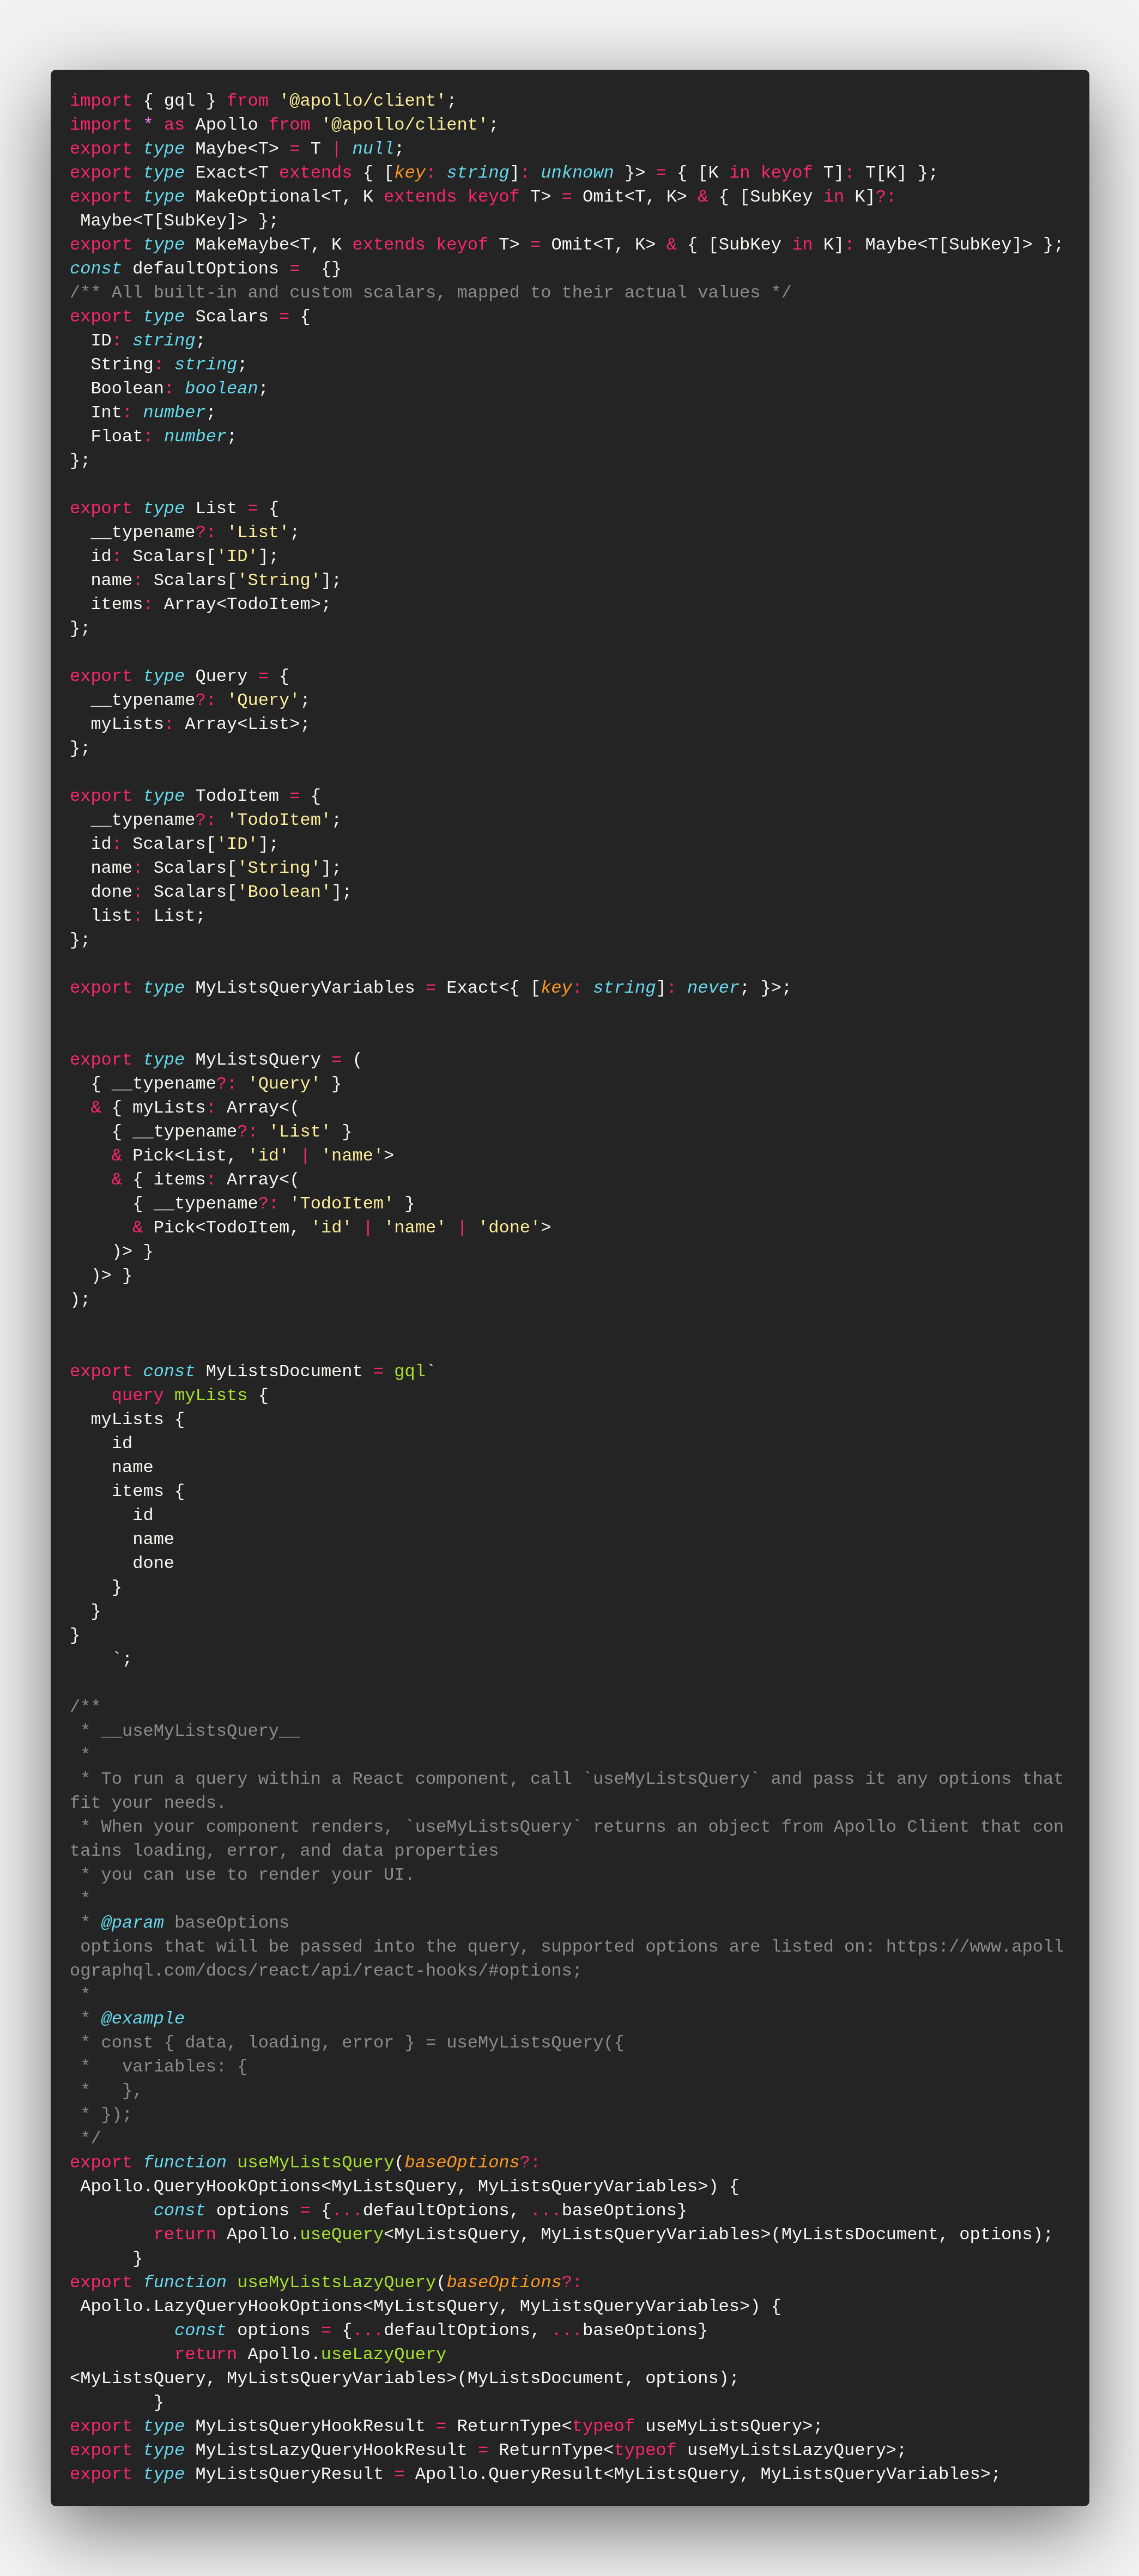 import { gql } from '@apollo/client';
import * as Apollo from '@apollo/client';
export type Maybe<T> = T | null;
export type Exact<T extends { [key: string]: unknown }> = { [K in keyof T]: T[K] };
export type MakeOptional<T, K extends keyof T> = Omit<T, K> & { [SubKey in K]?:
 Maybe<T[SubKey]> };
export type MakeMaybe<T, K extends keyof T> = Omit<T, K> & { [SubKey in K]: Maybe<T[SubKey]> };
const defaultOptions =  {}
/** All built-in and custom scalars, mapped to their actual values */
export type Scalars = {
  ID: string;
  String: string;
  Boolean: boolean;
  Int: number;
  Float: number;
};

export type List = {
  __typename?: 'List';
  id: Scalars['ID'];
  name: Scalars['String'];
  items: Array<TodoItem>;
};

export type Query = {
  __typename?: 'Query';
  myLists: Array<List>;
};

export type TodoItem = {
  __typename?: 'TodoItem';
  id: Scalars['ID'];
  name: Scalars['String'];
  done: Scalars['Boolean'];
  list: List;
};

export type MyListsQueryVariables = Exact<{ [key: string]: never; }>;


export type MyListsQuery = (
  { __typename?: 'Query' }
  & { myLists: Array<(
    { __typename?: 'List' }
    & Pick<List, 'id' | 'name'>
    & { items: Array<(
      { __typename?: 'TodoItem' }
      & Pick<TodoItem, 'id' | 'name' | 'done'>
    )> }
  )> }
);


export const MyListsDocument = gql`
    query myLists {
  myLists {
    id
    name
    items {
      id
      name
      done
    }
  }
}
    `;

/**
 * __useMyListsQuery__
 *
 * To run a query within a React component, call `useMyListsQuery` and pass it any options that
fit your needs.
 * When your component renders, `useMyListsQuery` returns an object from Apollo Client that con
tains loading, error, and data properties
 * you can use to render your UI.
 *
 * @param baseOptions
 options that will be passed into the query, supported options are listed on: https://www.apoll
ographql.com/docs/react/api/react-hooks/#options;
 *
 * @example
 * const { data, loading, error } = useMyListsQuery({
 *   variables: {
 *   },
 * });
 */
export function useMyListsQuery(baseOptions?:
 Apollo.QueryHookOptions<MyListsQuery, MyListsQueryVariables>) {
        const options = {...defaultOptions, ...baseOptions}
        return Apollo.useQuery<MyListsQuery, MyListsQueryVariables>(MyListsDocument, options);
      }
export function useMyListsLazyQuery(baseOptions?:
 Apollo.LazyQueryHookOptions<MyListsQuery, MyListsQueryVariables>) {
          const options = {...defaultOptions, ...baseOptions}
          return Apollo.useLazyQuery
<MyListsQuery, MyListsQueryVariables>(MyListsDocument, options);
        }
export type MyListsQueryHookResult = ReturnType<typeof useMyListsQuery>;
export type MyListsLazyQueryHookResult = ReturnType<typeof useMyListsLazyQuery>;
export type MyListsQueryResult = Apollo.QueryResult<MyListsQuery, MyListsQueryVariables>;